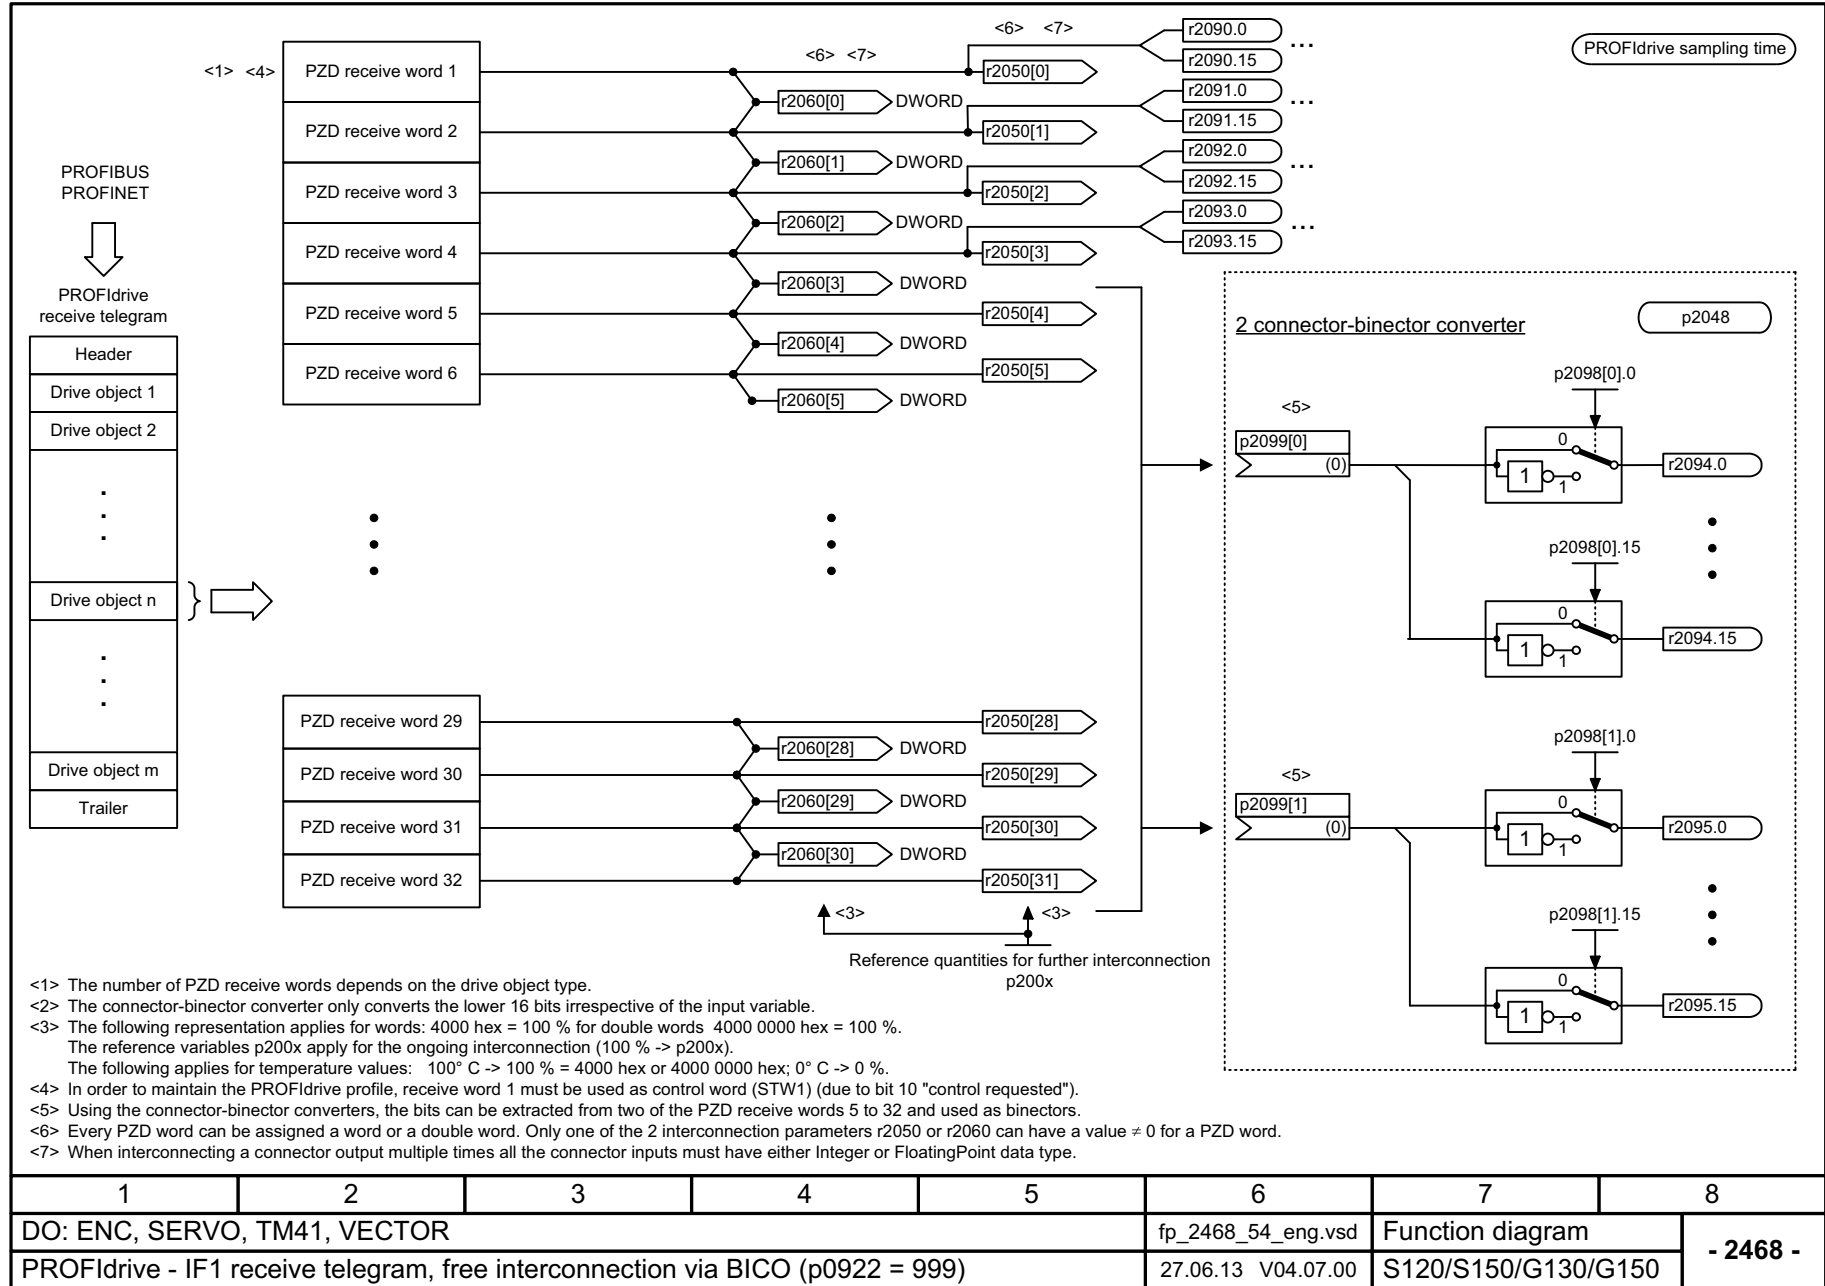 <1> <4>
PZD receive word 1
PZD receive word 2
PZD receive word 3
PZD receive word 4
PZD receive word 5
PZD receive word 6
<6> <7>
r2060[0] DWORD
r2060[1] DWORD
r2060[2] DWORD
r2060[3] DWORD
r2060[4] DWORD
r2060[5] DWORD
<6> <7>
r2050[0]
r2050[1]
r2050[2]
r2050[3]
r2050[4]
r2050[5]
r2090.0
...
r2090.15
r2091.0
...
r2091.15
r2092.0
...
r2092.15
r2093.0
...
r2093.15
PROFIdrive sampling time
PROFIBUS
PROFINET
PROFIdrive
receive telegram
Header
Drive object 1
Drive object 2
Drive object n
}
Drive object m
Trailer
PZD receive word 29
PZD receive word 30
PZD receive word 31
PZD receive word 32
r2060[28] DWORD
r2060[29] DWORD
r2060[30] DWORD
r2050[28]
r2050[29]
r2050[30]
r2050[31]
<3>
<3>
Reference quantities for further interconnection
p200x
2 connector-binector converter
p2048
<5>
p2099[0]
(0)
p2098[0].0
0
1
1
r2094.0
p2098[0].15
0
1
1
r2094.15
<5>
p2099[1]
(0)
p2098[1].0
0
1
1
r2095.0
p2098[1].15
0
1
1
r2095.15
<1> The number of PZD receive words depends on the drive object type.
<2> The connector-binector converter only converts the lower 16 bits irrespective of the input variable.
<3> The following representation applies for words: 4000 hex = 100 % for double words 4000 0000 hex = 100 %.
The reference variables p200x apply for the ongoing interconnection (100 % -> p200x).
The following applies for temperature values: 100° C -> 100 % = 4000 hex or 4000 0000 hex; 0° C -> 0 %.
<4> In order to maintain the PROFIdrive profile, receive word 1 must be used as control word (STW1) (due to bit 10 "control requested").
<5> Using the connector-binector converters, the bits can be extracted from two of the PZD receive words 5 to 32 and used as binectors.
<6> Every PZD word can be assigned a word or a double word. Only one of the 2 interconnection parameters r2050 or r2060 can have a value ≠ 0 for a PZD word.
<7> When interconnecting a connector output multiple times all the connector inputs must have either Integer or FloatingPoint data type.
1 2 3 4 5 6 7 8
DO: ENC, SERVO, TM41, VECTOR
fp_2468_54_eng.vsd
Function diagram
- 2468 -
PROFIdrive - IF1 receive telegram, free interconnection via BICO (p0922 = 999)
27.06.13 V04.07.00
S120/S150/G130/G150